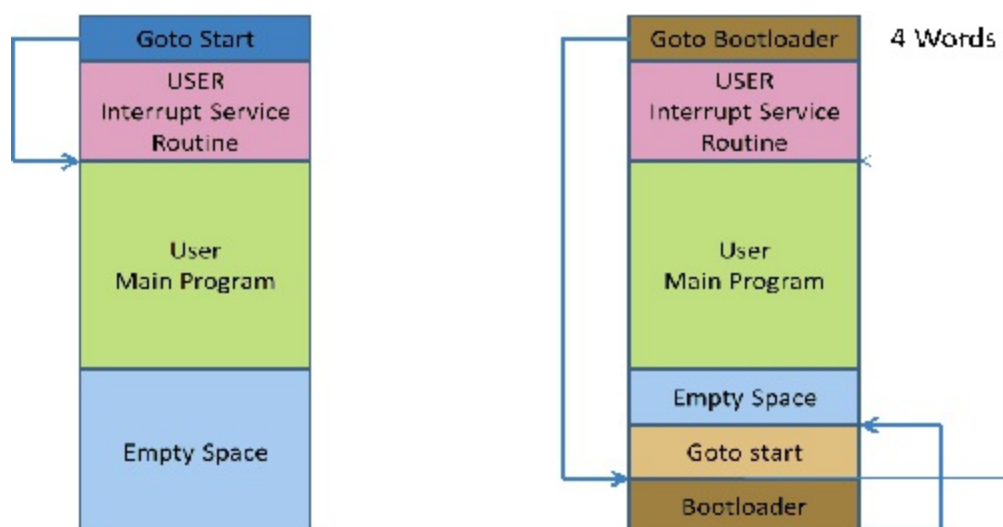 Goto Start
USER
Interrupt Service
Routine
User
Main Program
Empty Space
Goto Bootloader
4 Words
USER
Interrupt Service
Routine
User
Main Program
Empty Space
Goto start
Bootloader